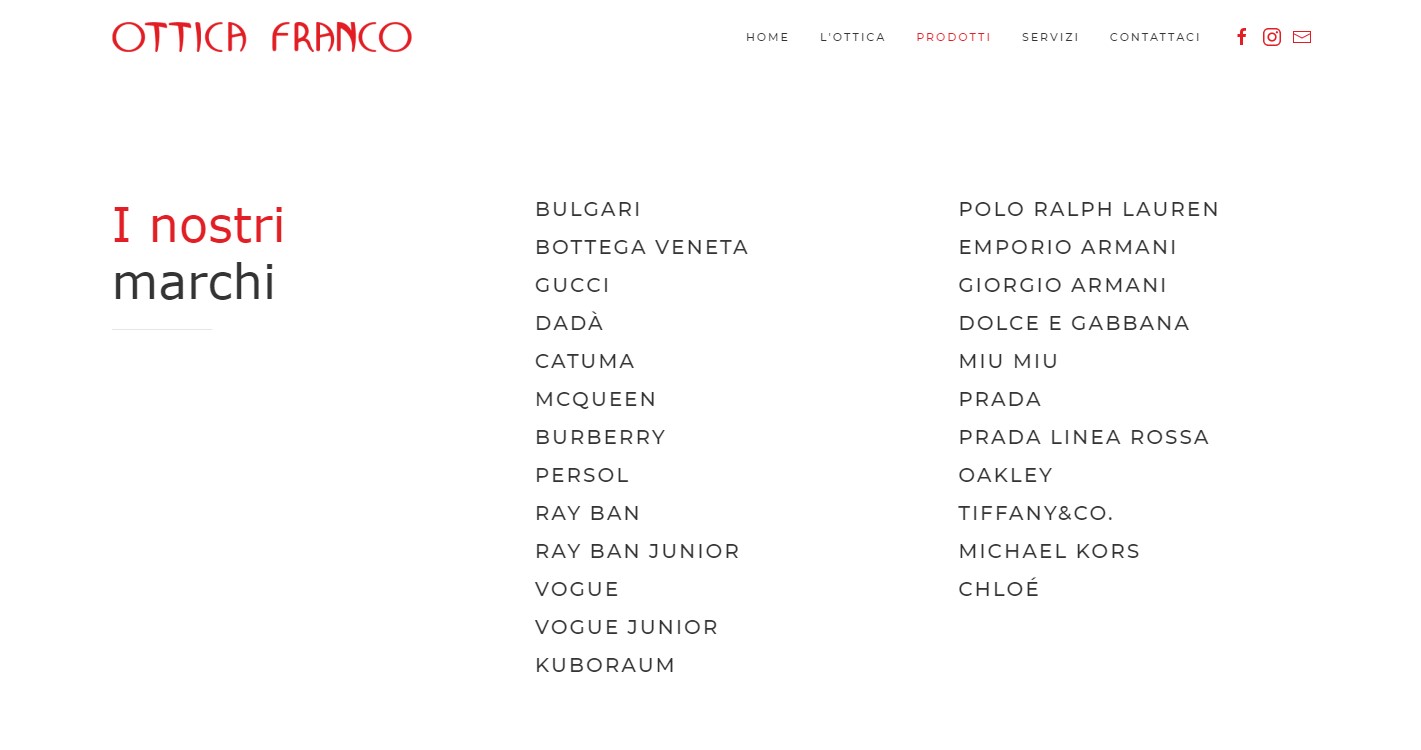 OTTICA FRANCO
HOME L'OTTICA PRODOTTI SERVIZI CONTATTACI
I nostri
marchi
BULGARI
BOTTEGA VENETA
GUCCI
DADÀ
CATUMA
MCQUEEN
BURBERRY
PERSOL
RAY BAN
RAY BAN JUNIOR
VOGUE
VOGUE JUNIOR
KUBORAUM
POLO RALPH LAUREN
EMPORIO ARMANI
GIORGIO ARMANI
DOLCE E GABBANA
MIU MIU
PRADA
PRADA LINEA ROSSA
OAKLEY
TIFFANY&CO.
MICHAEL KORS
CHLOÉ